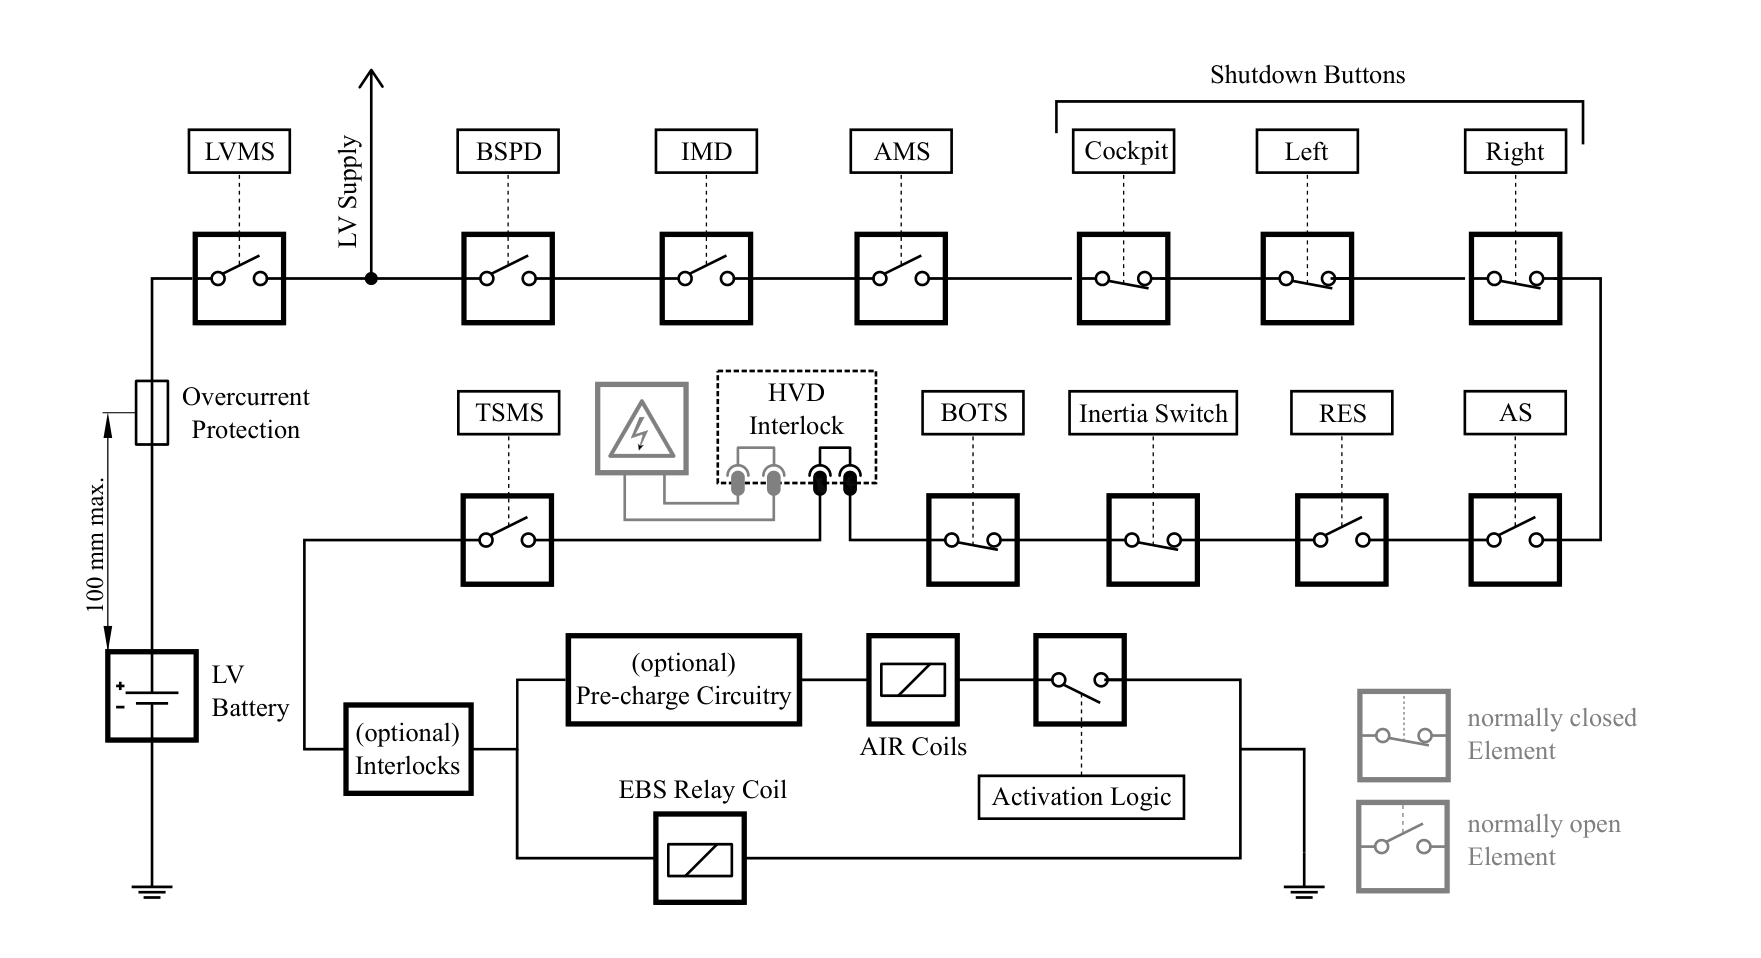 Shutdown Buttons
LVMS
LV Supply
BSPD
IMD
AMS
Cockpit
Left
Right
Overcurrent
Protection
TSMS
HVD
Interlock
BOTS
Inertia Switch
RES
AS
100 mm max.
+
-
LV
Battery
(optional)
Interlocks
(optional)
Pre-charge Circuitry
AIR Coils
EBS Relay Coil
Activation Logic
normally closed
Element
normally open
Element